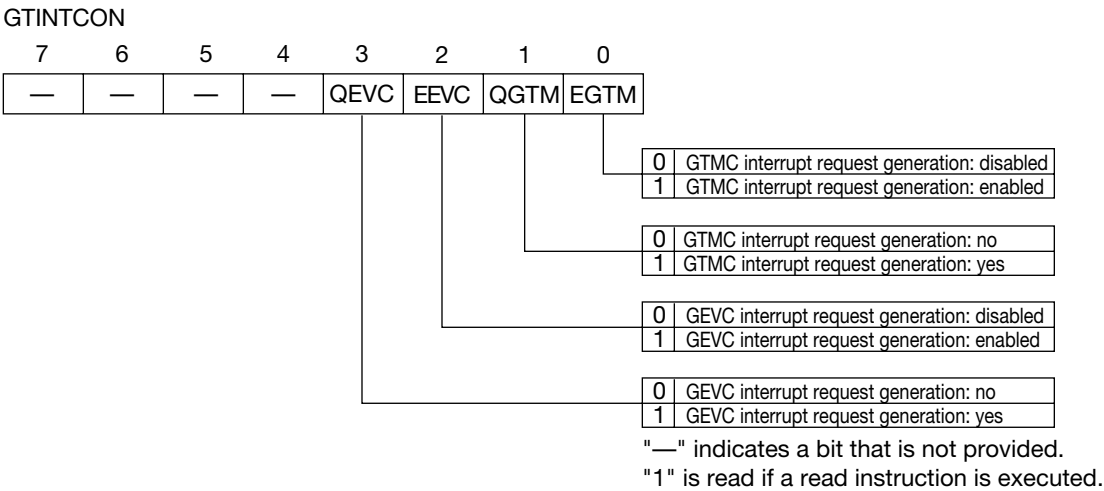 GTINTCON
7 6 5 4 3 2 1 0
— — — — QEVC EEVC QGTM EGTM
0 GTMC interrupt request generation: disabled
1 GTMC interrupt request generation: enabled
0 GTMC interrupt request generation: no
1 GTMC interrupt request generation: yes
0 GEVC interrupt request generation: disabled
1 GEVC interrupt request generation: enabled
0 GEVC interrupt request generation: no
1 GEVC interrupt request generation: yes
"—" indicates a bit that is not provided.
"1" is read if a read instruction is executed.